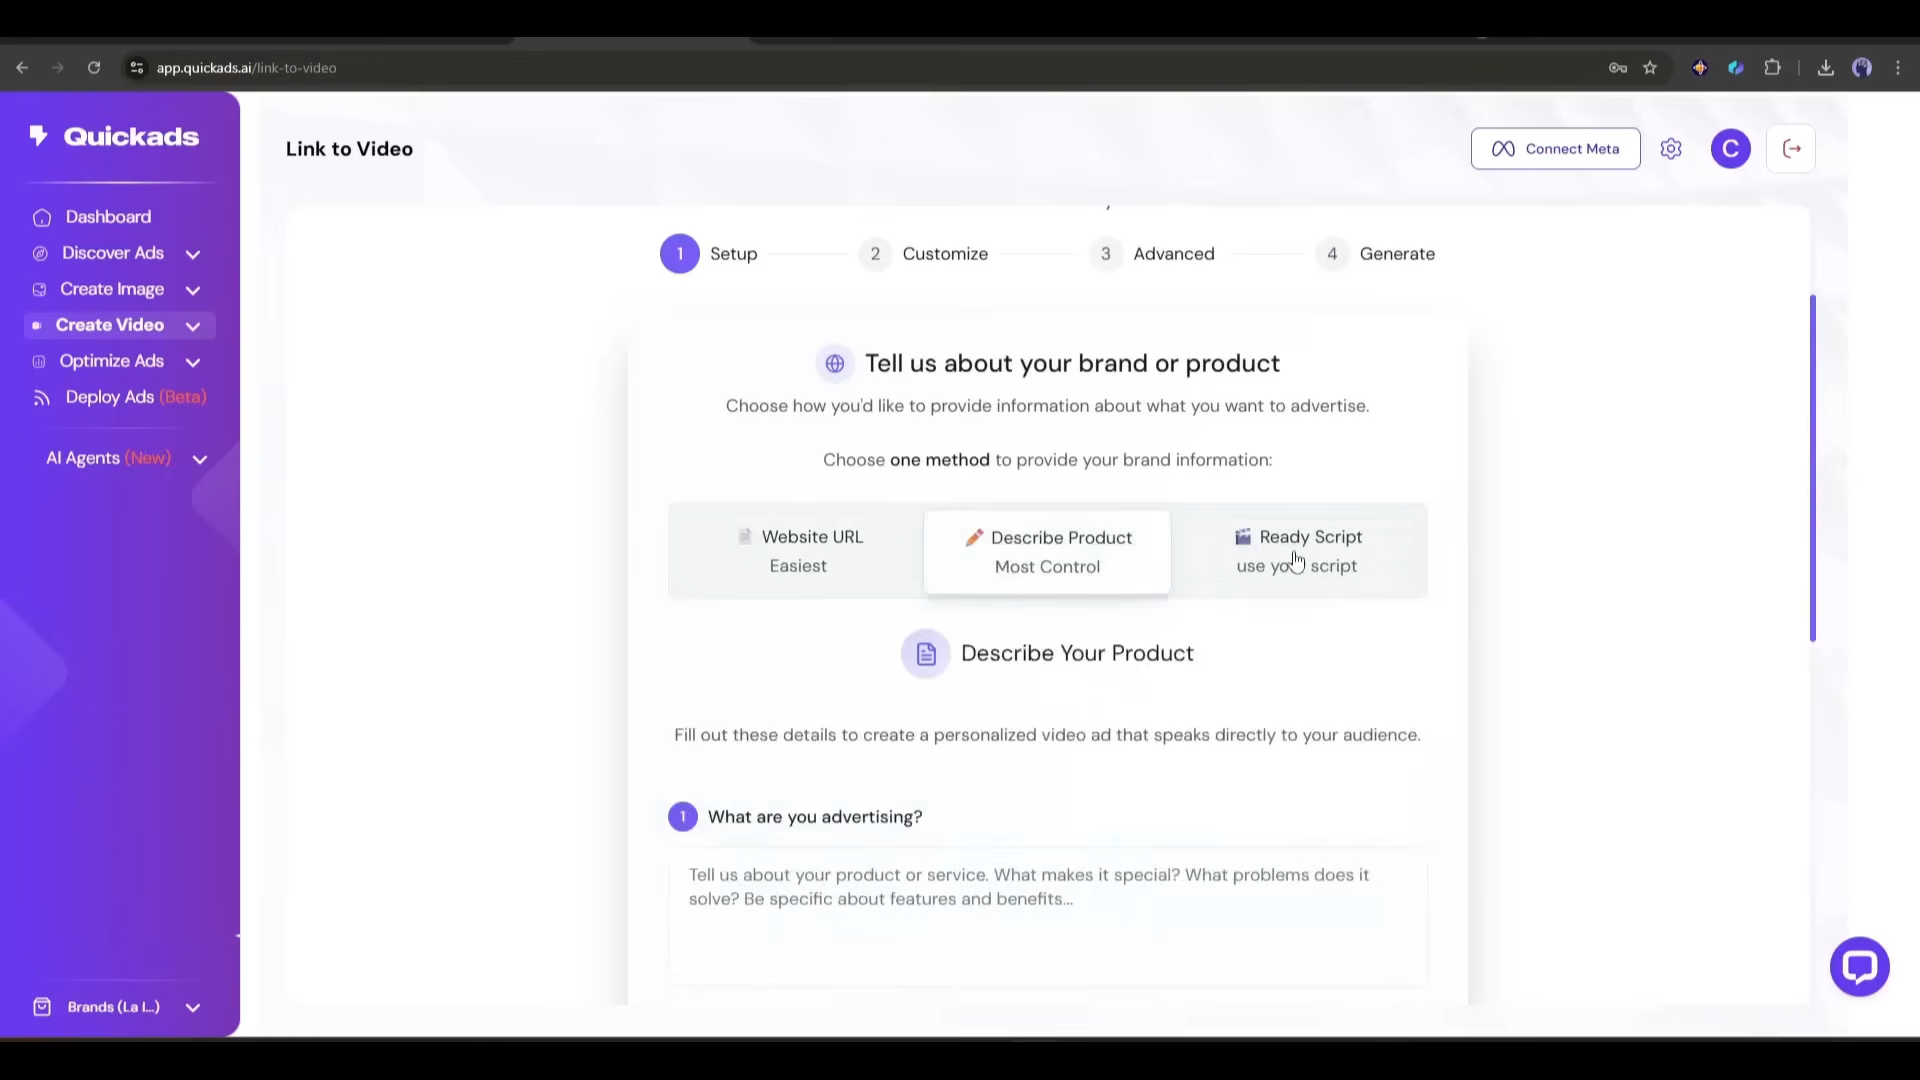 app.quickads.ai/link-to-video
Quickads
Dashboard
Discover Ads
Create Image
Create Video
Optimize Ads
Deploy Ads (Beta)
AI Agents (New)
Brands (La I...)
Link to Video
Connect Meta
C
1 Setup
2 Customize
3 Advanced
4 Generate
Tell us about your brand or product
Choose how you'd like to provide information about what you want to advertise.
Choose one method to provide your brand information:
Website URL
Easiest
Describe Product
Most Control
Ready Script
use script
Describe Your Product
Fill out these details to create a personalized video ad that speaks directly to your audience.
1 What are you advertising?
Tell us about your product or service. What makes it special? What problems does it
solve? Be specific about features and benefits...